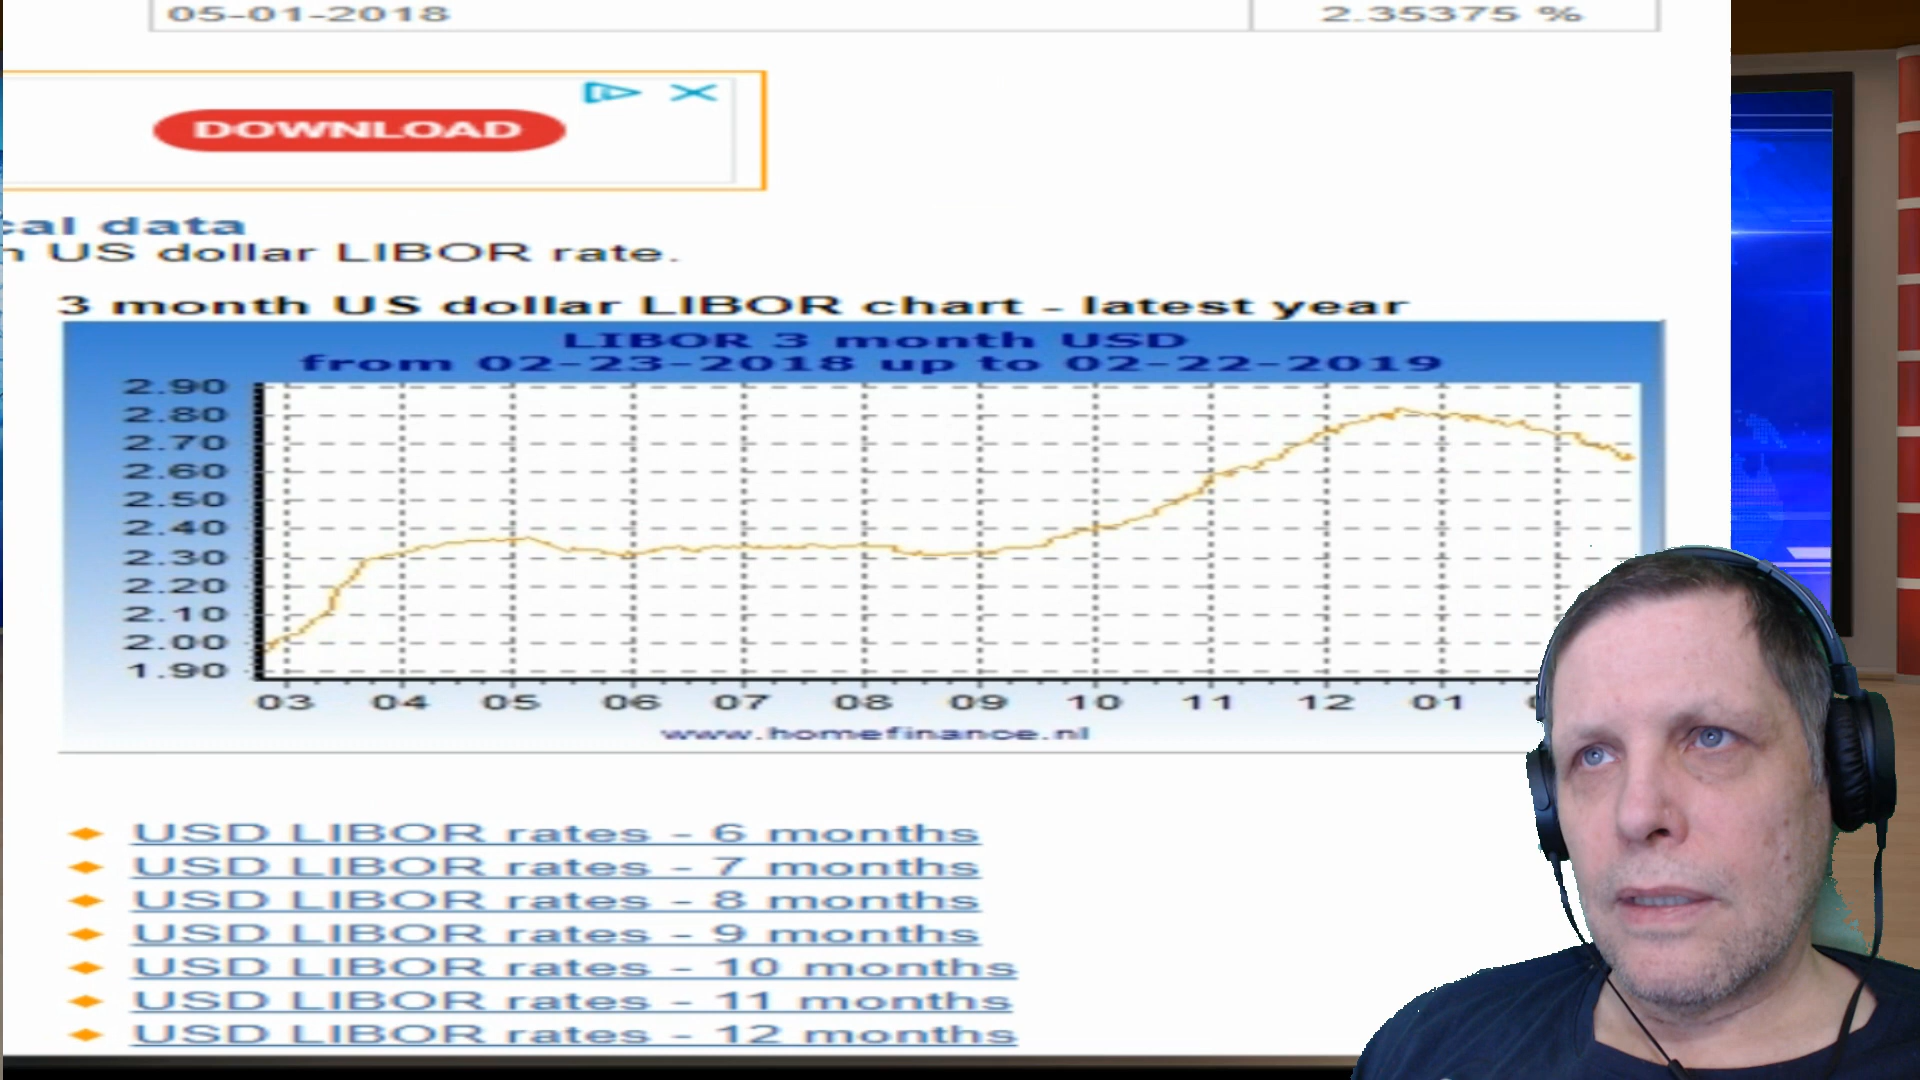 05-01-2018 2.35375 %
DOWNLOAD
cal data
US dollar LIBOR rate.
3 month US dollar LIBOR chart - latest year
LIBOR 3 month USD
from 02-23-2018 up to 02-22-2019
2.90
2.80
2.70
2.60
2.50
2.40
2.30
2.20
2.10
2.00
1.90
03 04 05 06 07 08 09 10 11 12 01
www.homefinance.nl
USD LIBOR rates - 6 months
USD LIBOR rates - 7 months
USD LIBOR rates - 8 months
USD LIBOR rates - 9 months
USD LIBOR rates - 10 months
USD LIBOR rates - 11 months
USD LIBOR rates - 12 months